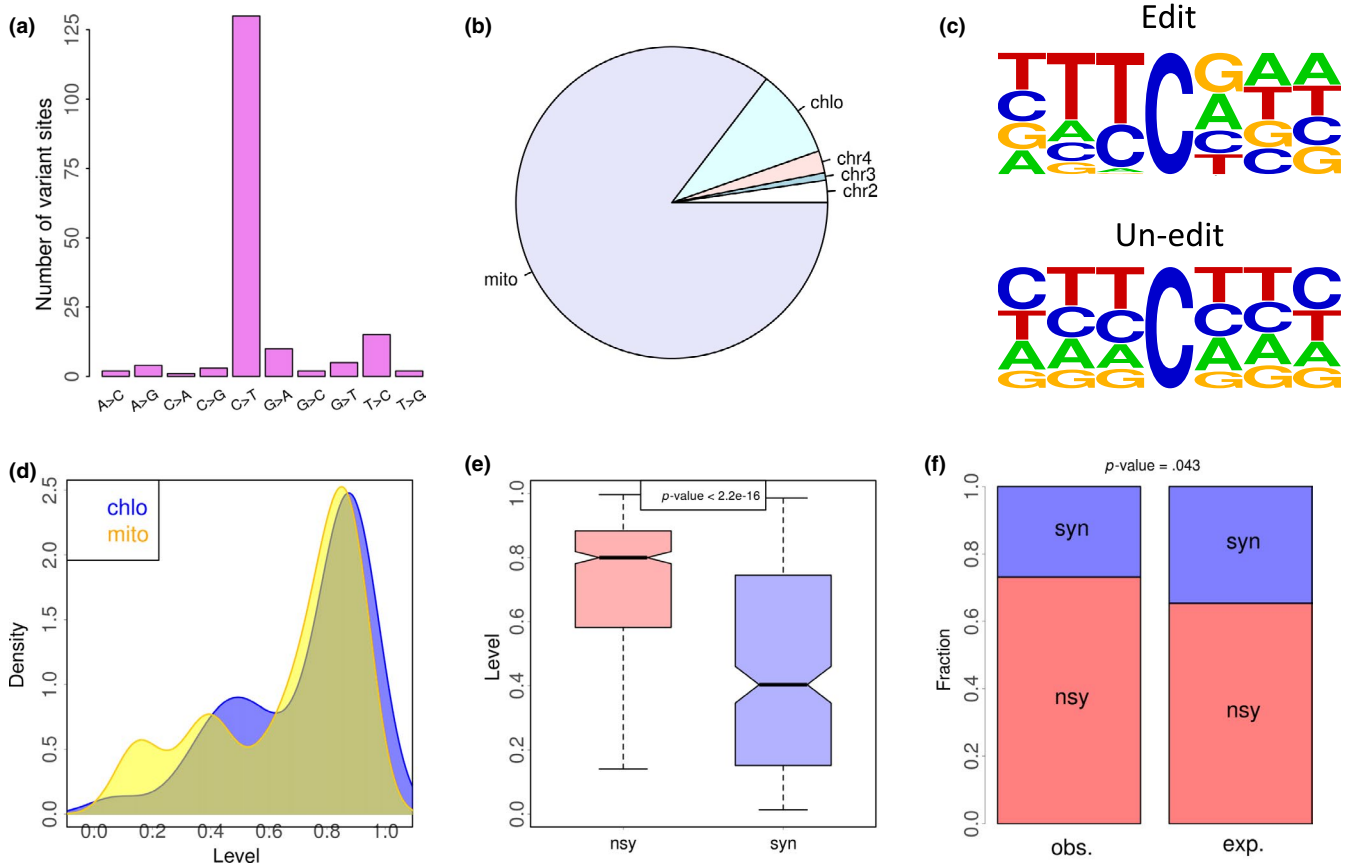 (a)
Number of variant sites
0 25 50 75 100 125
A>C A>G C>A C>G C>T G>A G>C G>T T>C T>G
(b)
chlo
chr4
chr3
chr2
mito
(c)
Edit
T T T C G A A
C A C A T T
G C A C G C
A G T C G
Un-edit
C T T C T T C
T C C C C T
A A A A A A
G G G G G G
(d)
chlo
mito
Density
0.0 0.5 1.0 1.5 2.0 2.5
0.0 0.2 0.4 0.6 0.8 1.0
Level
(e)
p-value < 2.2e-16
Level
0.0 0.2 0.4 0.6 0.8 1.0
nsy syn
(f)
p-value = .043
Fraction
0.0 0.2 0.4 0.6 0.8 1.0
syn syn
nsy nsy
obs. exp.